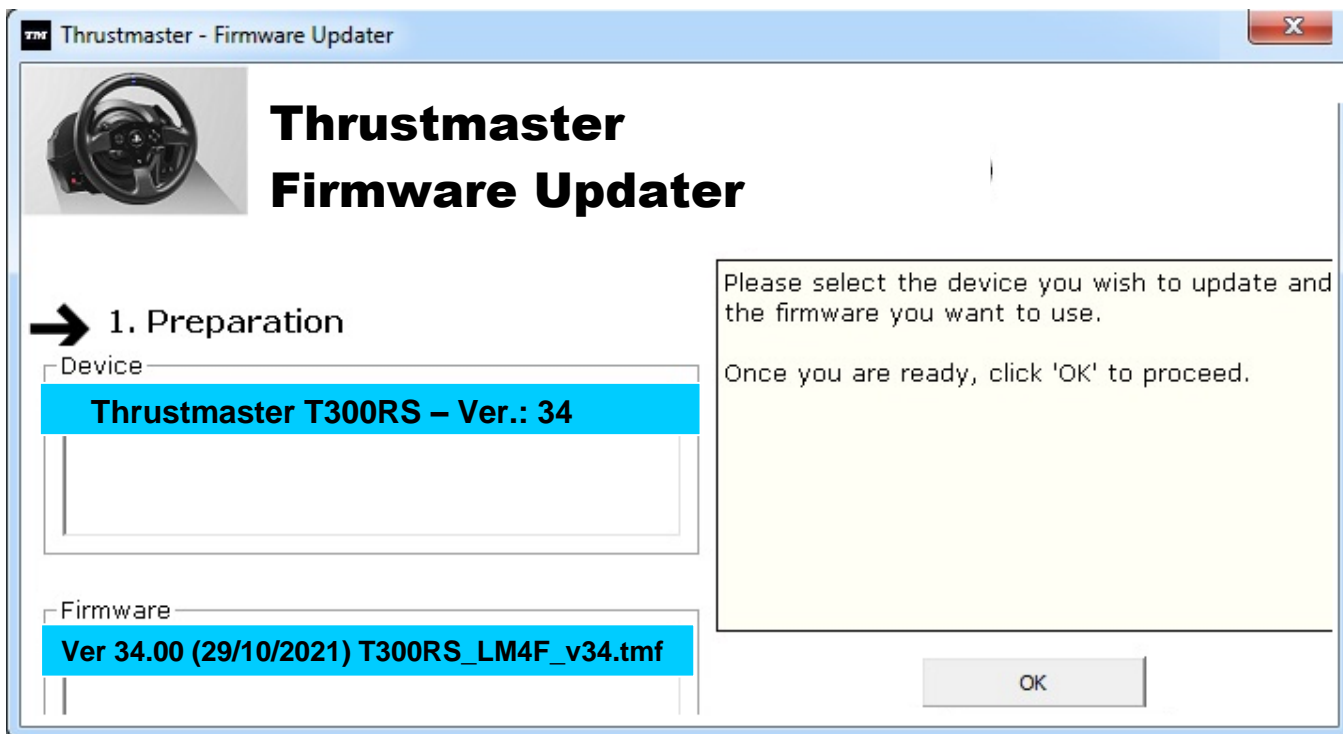 TM Thrustmaster - Firmware Updater
X
Thrustmaster
Firmware Updater
1. Preparation
Device
Thrustmaster T300RS – Ver.: 34
Firmware
Ver 34.00 (29/10/2021) T300RS_LM4F_v34.tmf
Please select the device you wish to update and
the firmware you want to use.
Once you are ready, click 'OK' to proceed.
OK